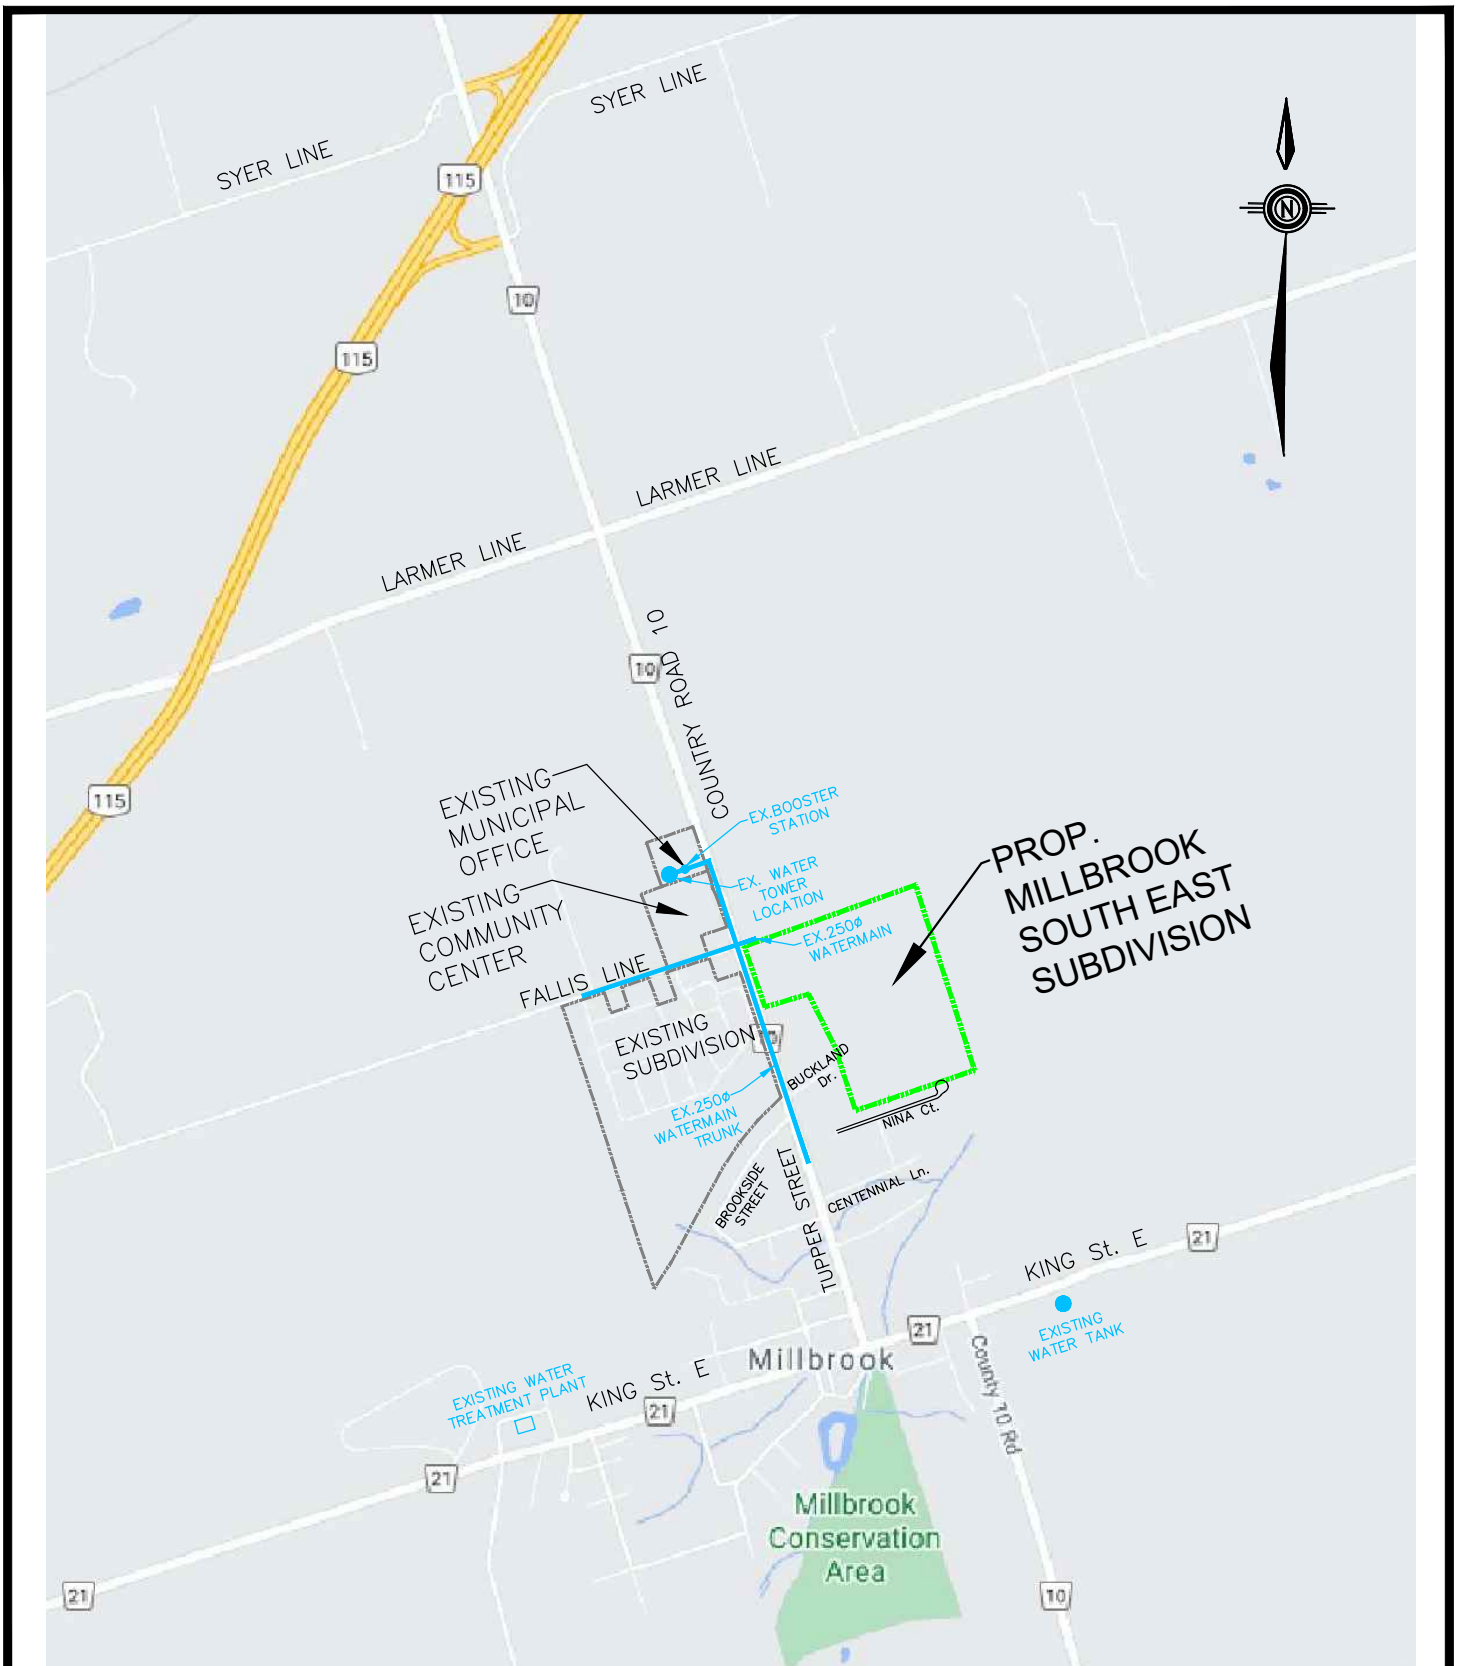 SYER LINE
SYER LINE
115
N
10
115
LARMER LINE
LARMER LINE
COUNTRY ROAD 10
10
115
EXISTING
MUNICIPAL
OFFICE
EX.BOOSTER
STATION
EX. WATER
TOWER
LOCATION
PROP.
MILLBROOK
SOUTH EAST
SUBDIVISION
EXISTING
COMMUNITY
CENTER
EX.250ø
WATERMAIN
FALLIS LINE
EXISTING
SUBDIVISION
BUCKLAND
Dr.
EX.250ø
WATERMAIN
TRUNK
NINA Ct.
BROOKSIDE
STREET
TUPPER STREET
CENTENNIAL Ln.
KING St. E
21
EXISTING
WATER TANK
21
Millbrook
County 10 Rd
EXISTING WATER
TREATMENT PLANT
KING St. E
21
21
Millbrook
Conservation
Area
21
10